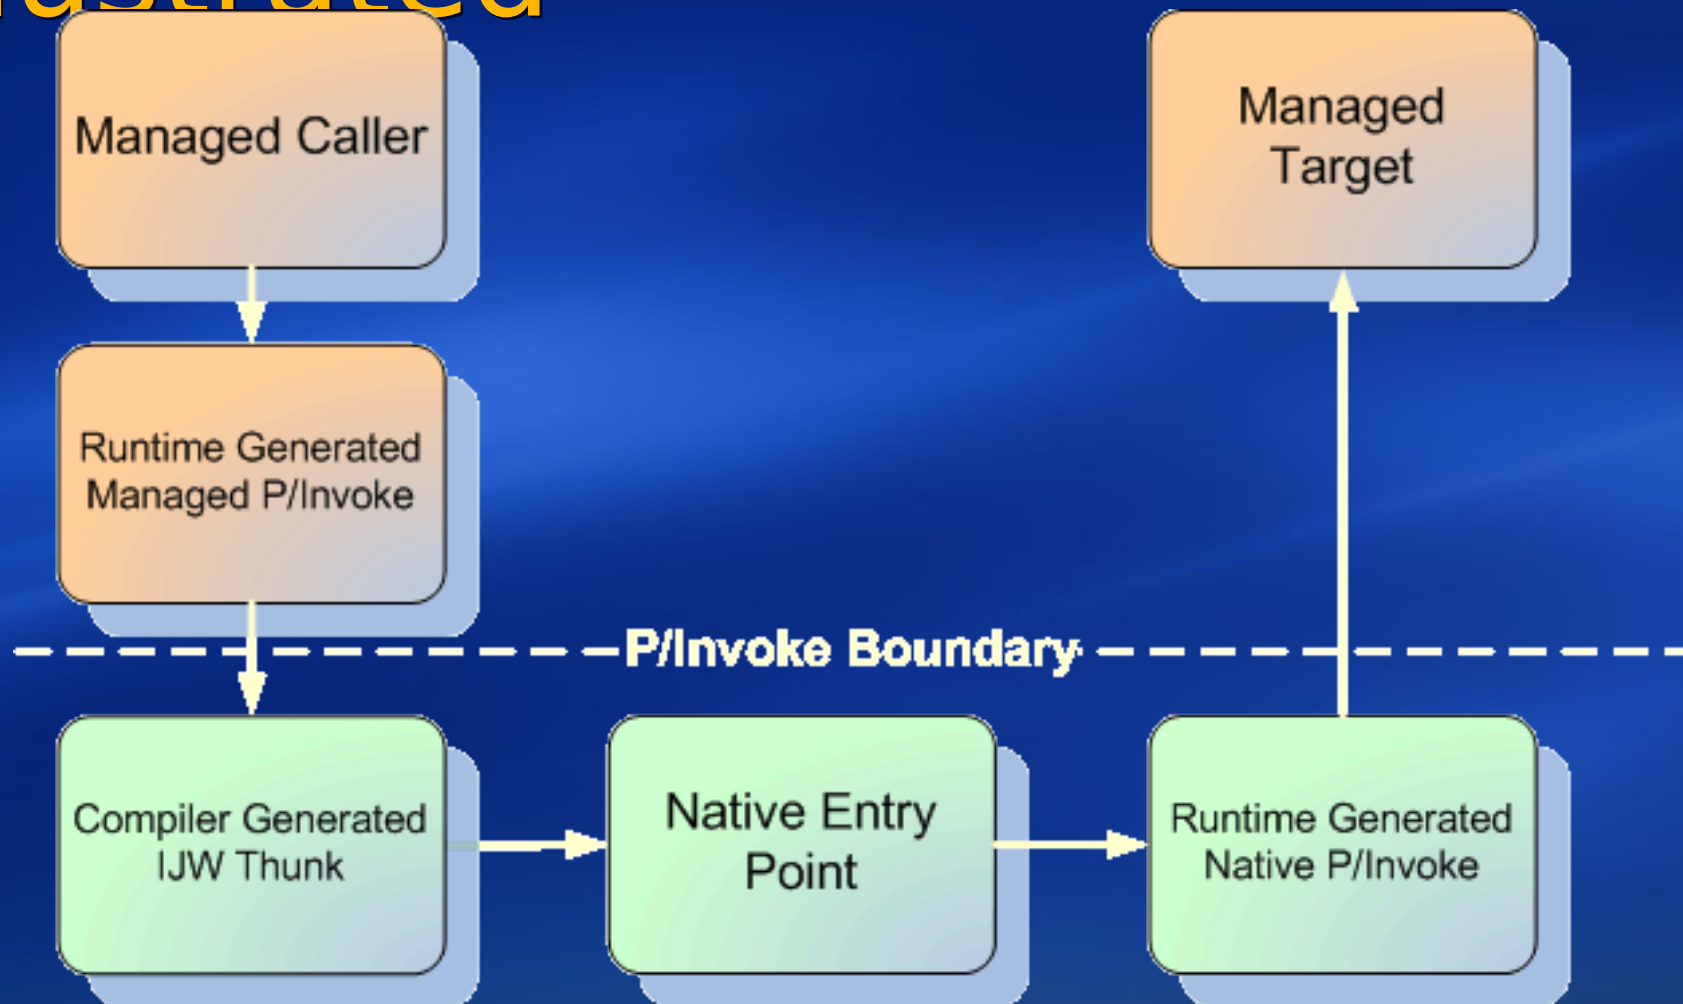 Managed Caller
Managed
Target
Runtime Generated
Managed P/Invoke
P/Invoke Boundary
Compiler Generated
IJW Thunk
Native Entry
Point
Runtime Generated
Native P/Invoke